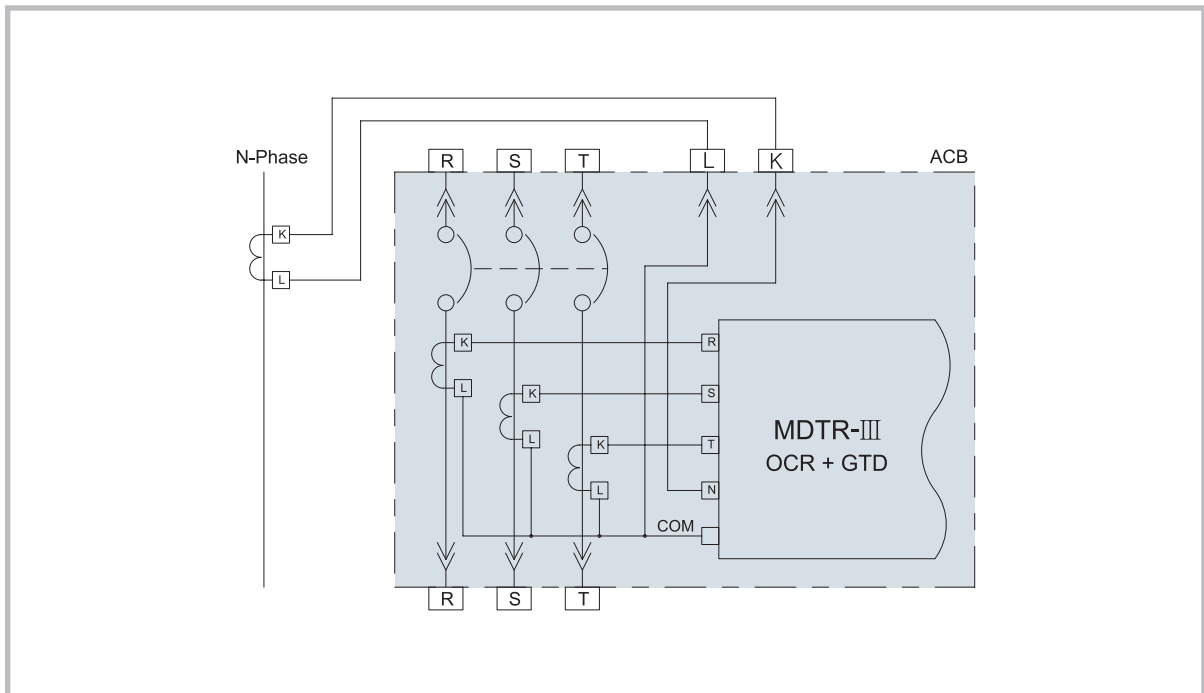 N-Phase
R S T L K ACB
K
L
K R
L
K S
L
K T
L
N
COM
MDTR-Ⅲ
OCR + GTD
R S T